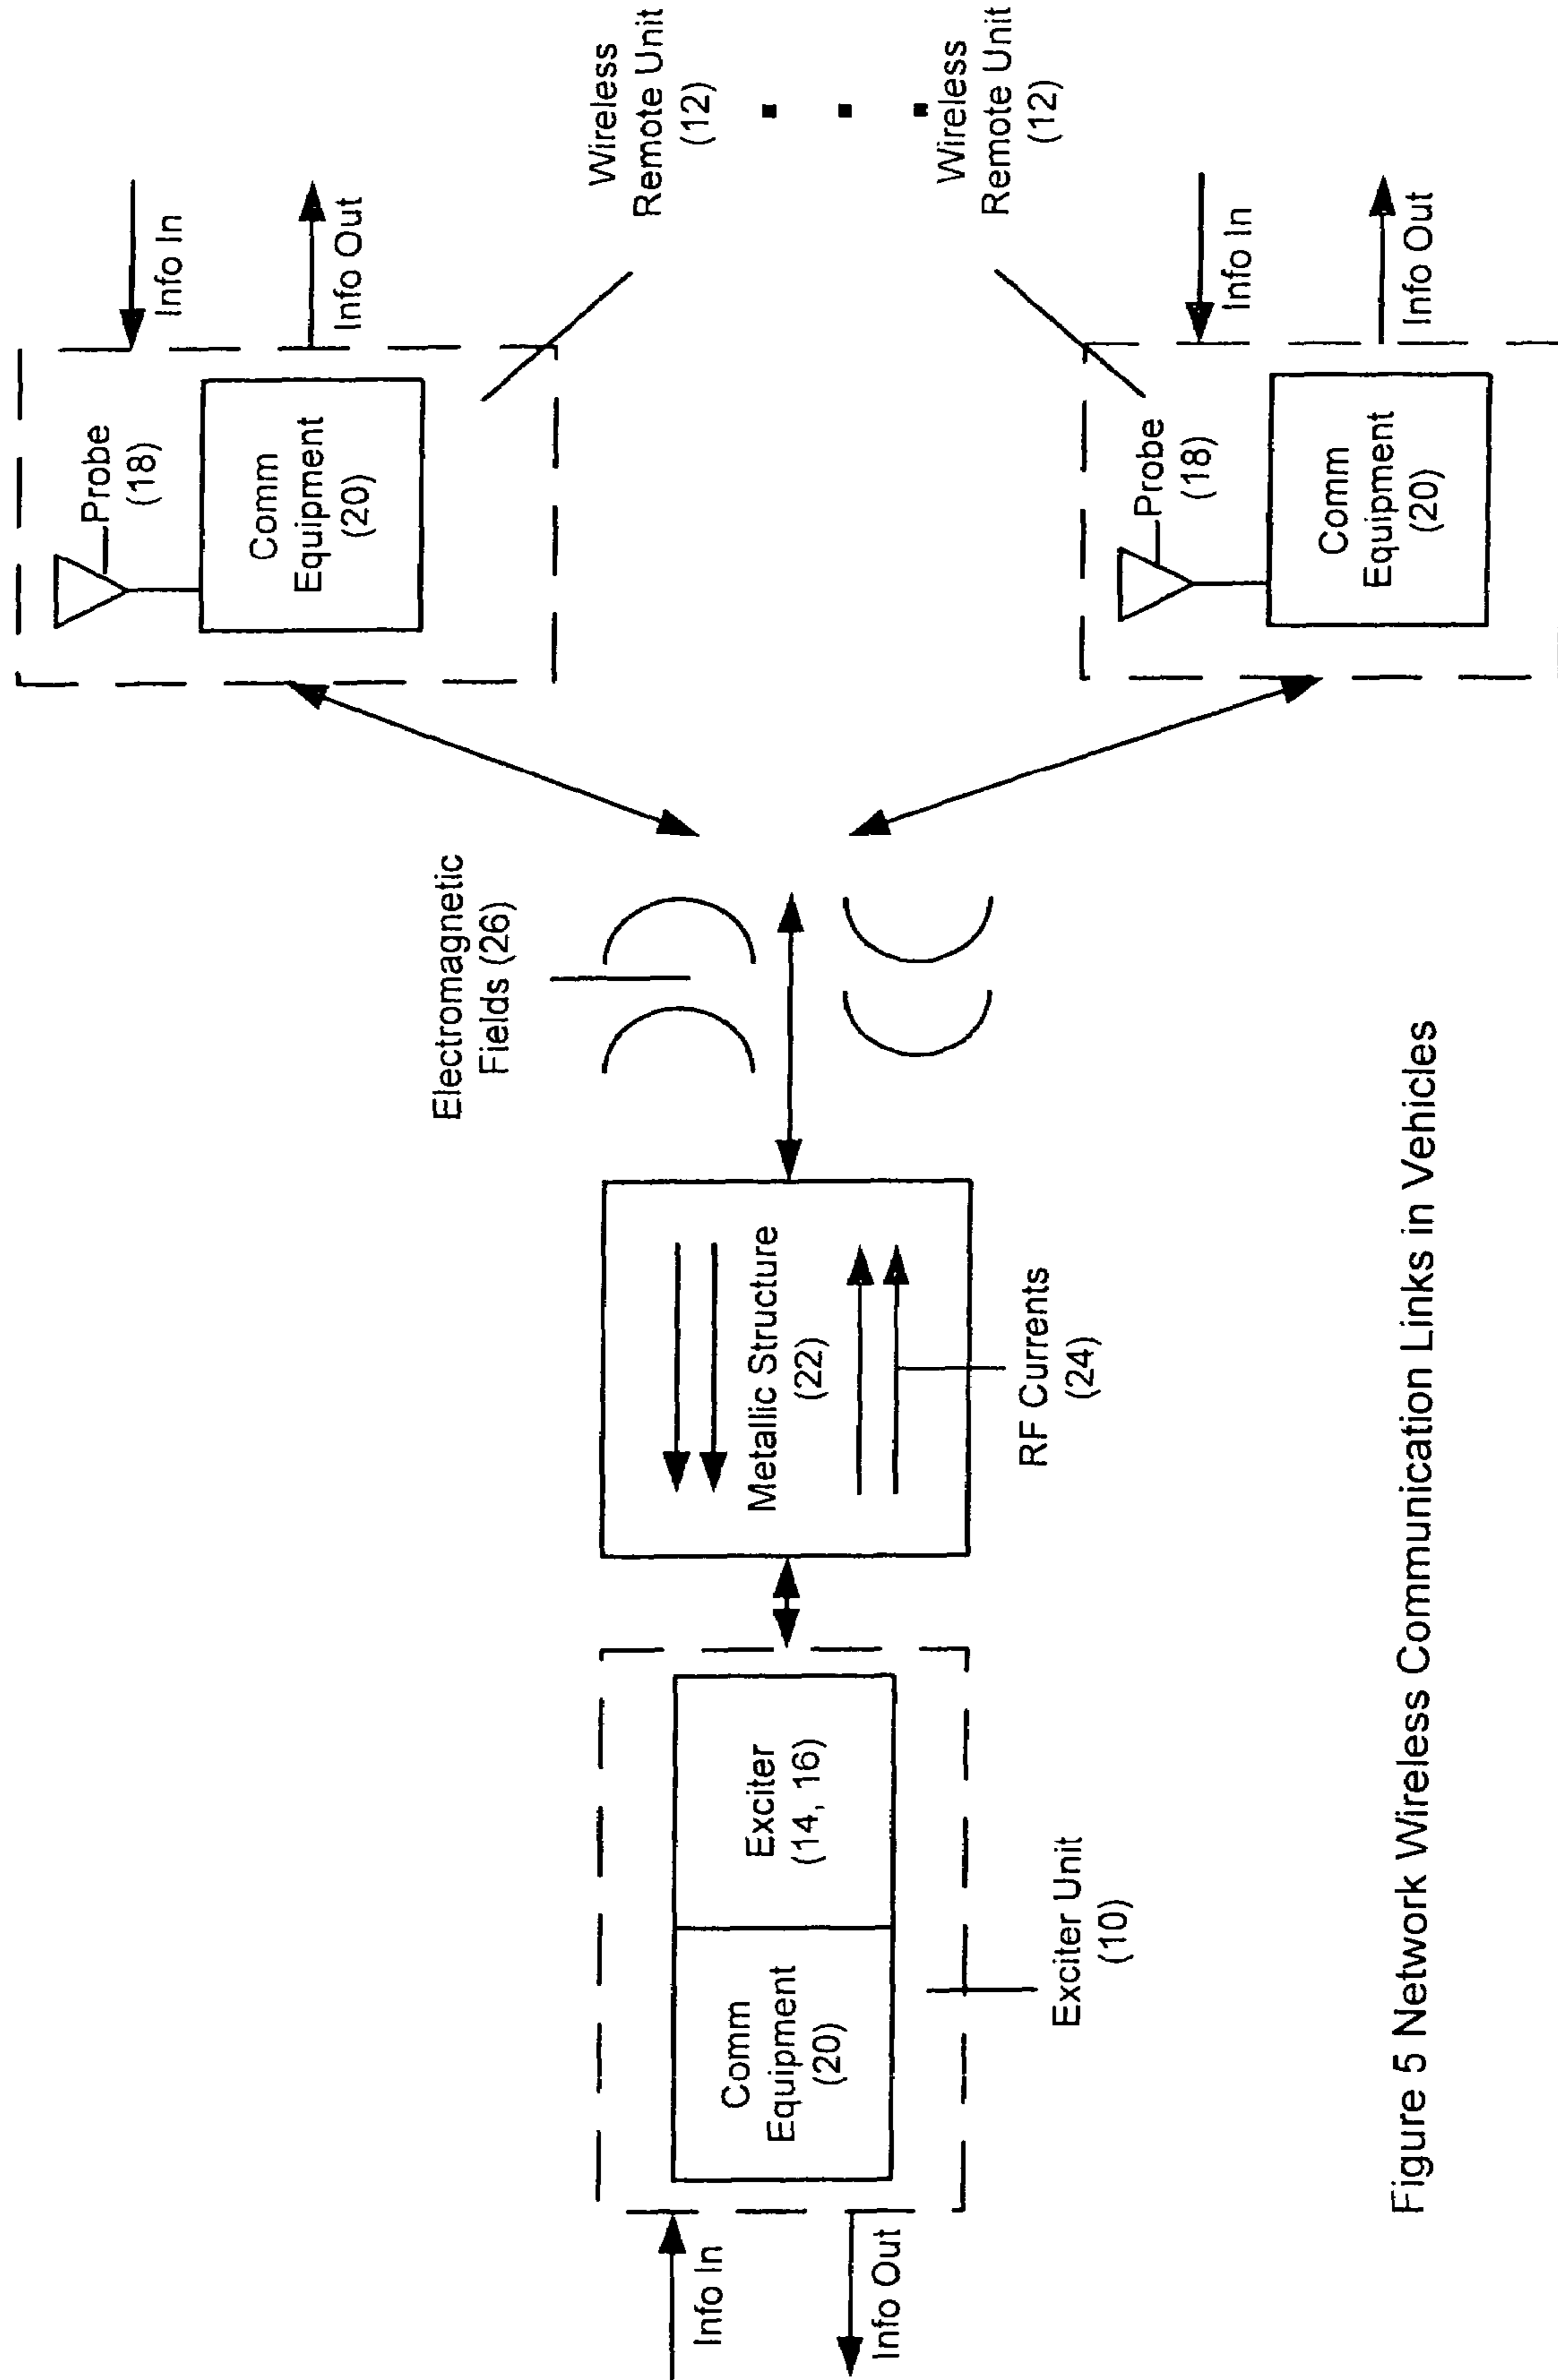 Info In
Info Out
Comm
Equipment
(20)
Exciter
(14, 16)
Exciter Unit
(10)
Metallic Structure
(22)
RF Currents
(24)
Electromagnetic
Fields (26)
Probe
(18)
Comm
Equipment
(20)
Info In
Info Out
Wireless
Remote Unit
(12)
Wireless
Remote Unit
(12)
Probe
(18)
Comm
Equipment
(20)
Info In
Info Out
Figure 5 Network Wireless Communication Links in Vehicles